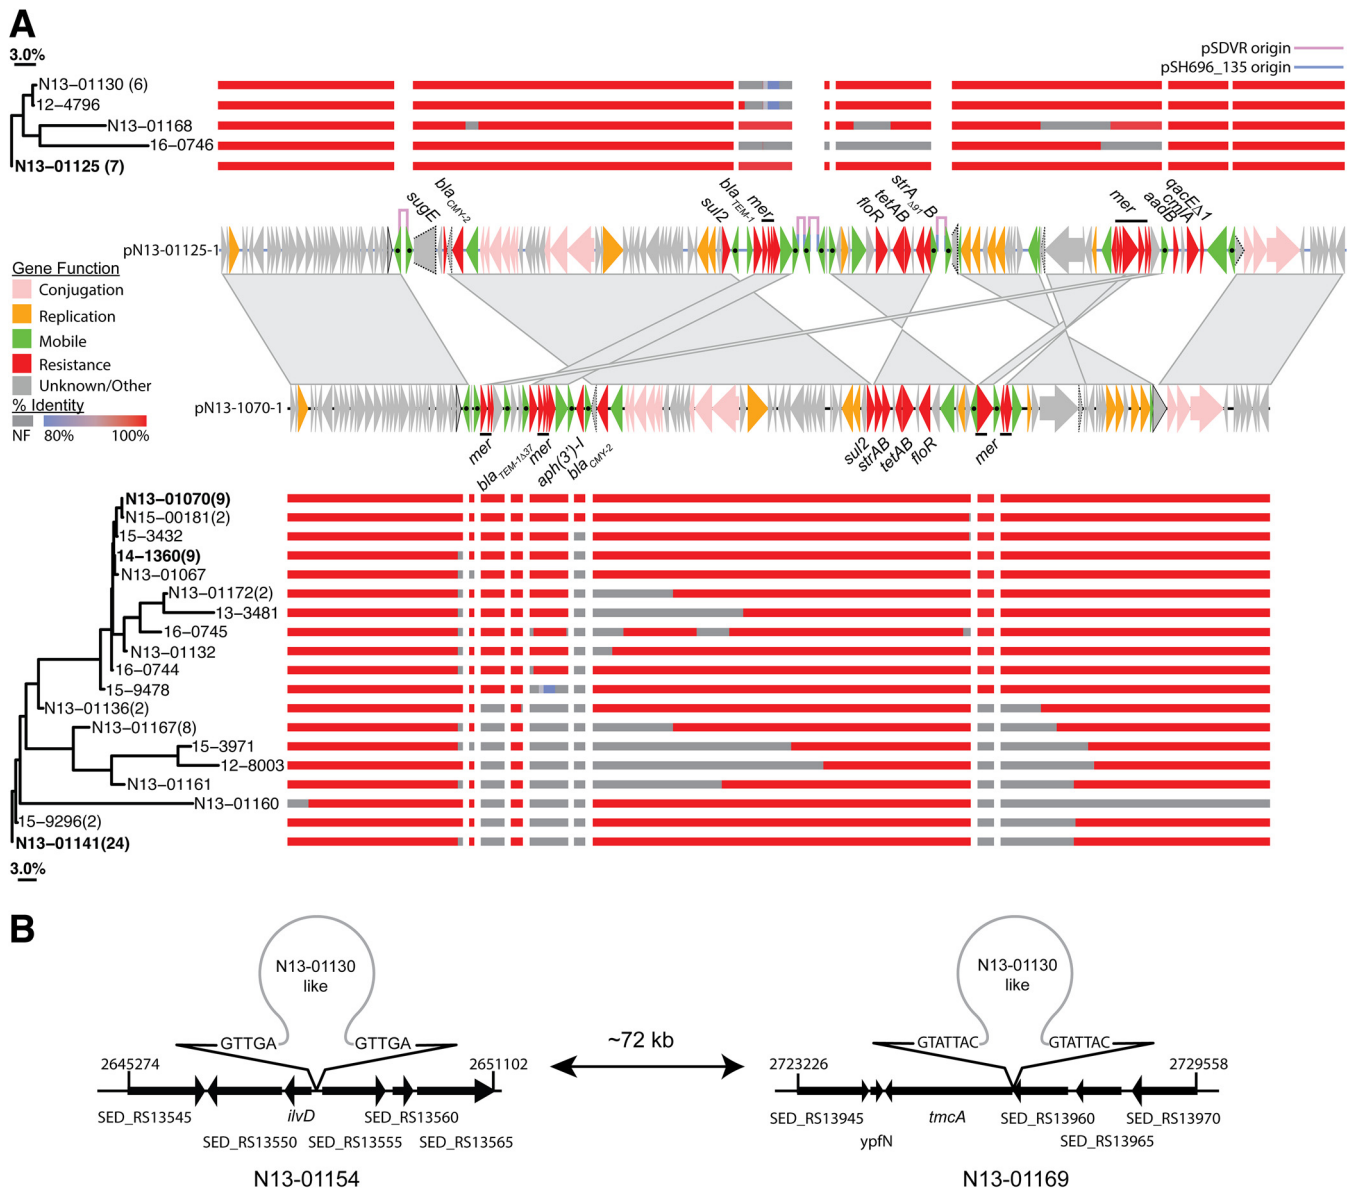 A
3.0%
pSDVR origin
pSH696_135 origin
N13–01130 (6)
12–4796
N13–01168
16–0746
N13–01125 (7)
sugE
bla CMY-2
sul2
bla TEM-1
mer
floR
tetAB
strA Δ91 B
mer
aadB
cmlA
qacEΔ1
pN13-01125-1
Gene Function
Conjugation
Replication
Mobile
Resistance
Unknown/Other
% Identity
NF 80% 100%
pN13-1070-1
mer
bla TEM-1Δ37
mer
aph(3')-I
bla CMY-2
sul2
strAB
tetAB
floR
mer
N13–01070(9)
N15–00181(2)
15–3432
14–1360(9)
N13–01067
N13–01172(2)
13–3481
16–0745
N13–01132
16–0744
15–9478
N13–01136(2)
N13–01167(8)
15–3971
12–8003
N13–01161
N13–01160
15–9296(2)
N13–01141(24)
3.0%
B
N13-01130
like
GTTGA GTTGA
2645274 2651102
SED_RS13545 ilvD SED_RS13560
SED_RS13550 SED_RS13555 SED_RS13565
N13-01154
~72 kb
N13-01130
like
GTATTAC GTATTAC
2723226 2729558
SED_RS13945 tmcA SED_RS13960 SED_RS13970
ypfN SED_RS13965
N13-01169